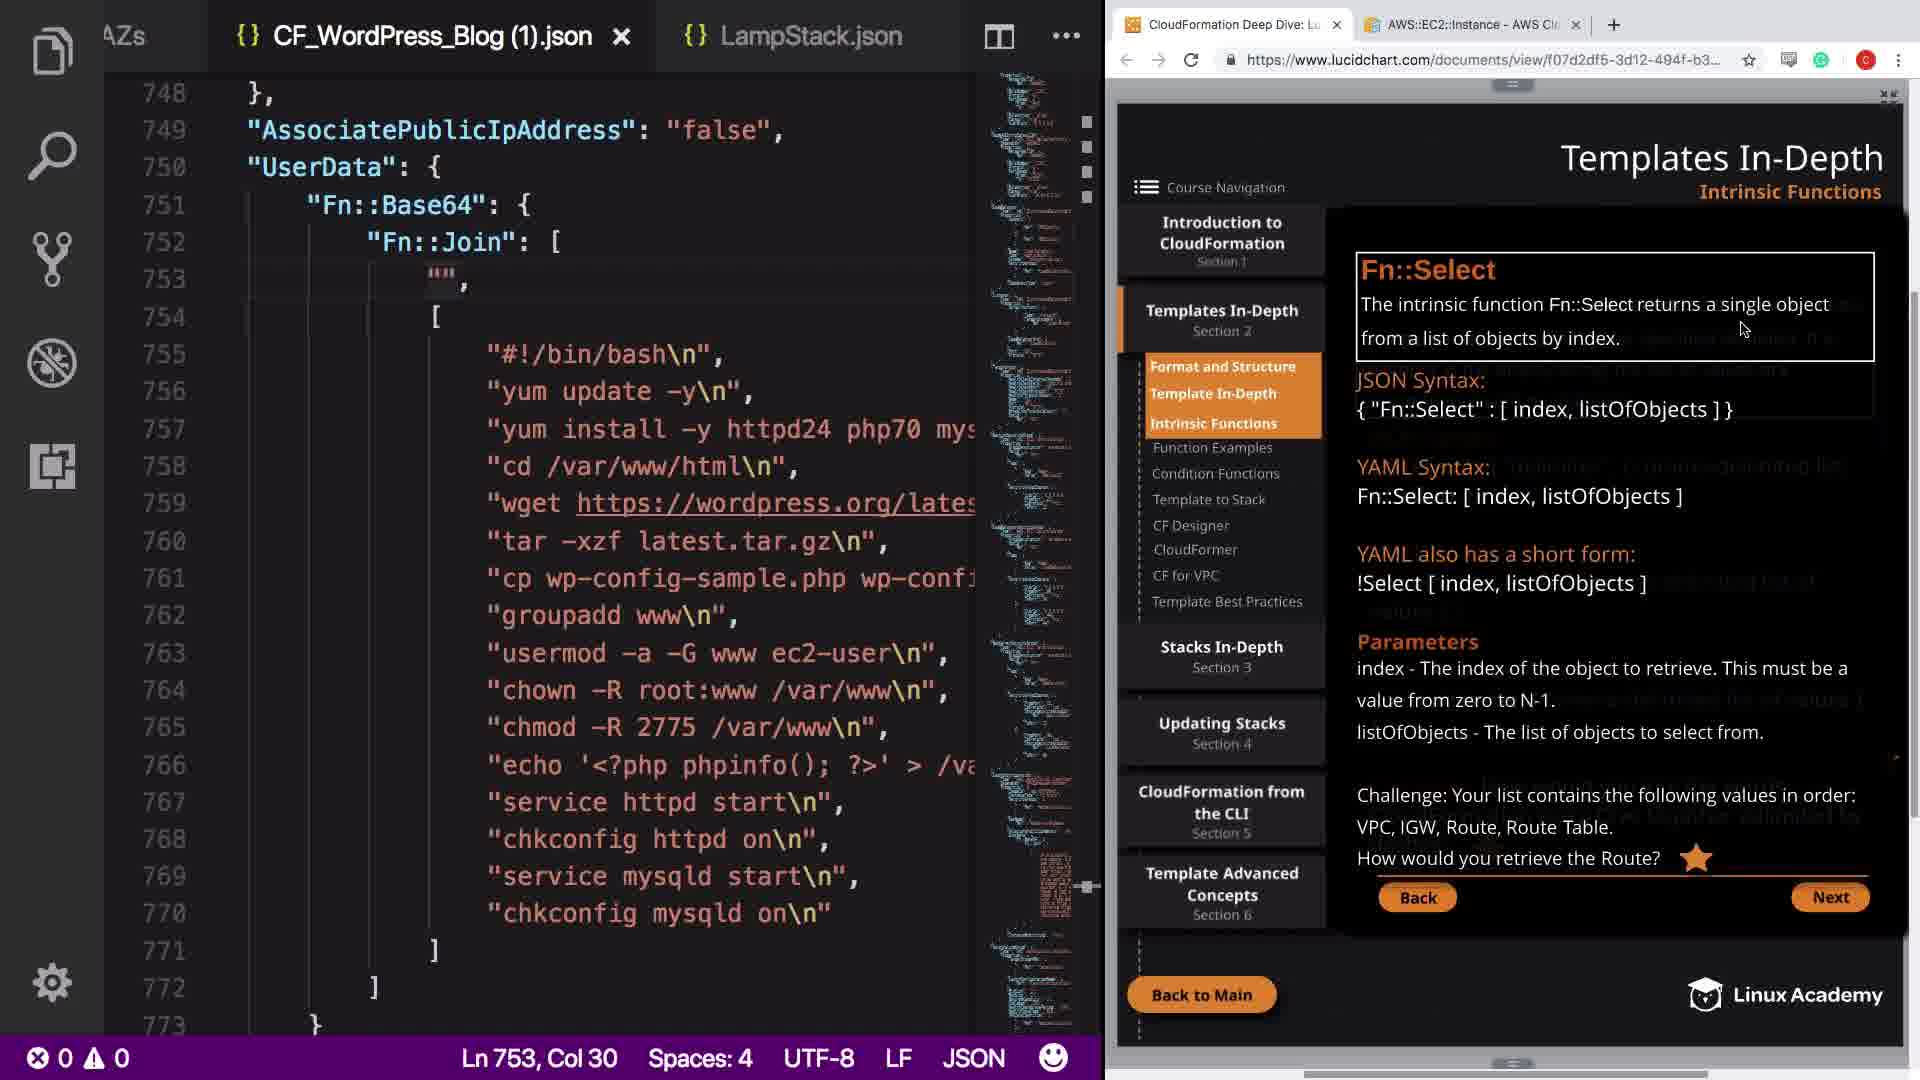 AZs
{} CF_WordPress_Blog (1).json
{} LampStack.json
748 },
749 "AssociatePublicIpAddress": "false",
750 "UserData": {
751 "Fn::Base64": {
752 "Fn::Join": [
753 "",
754 [
755 "#!/bin/bash\n",
756 "yum update -y\n",
757 "yum install -y httpd24 php70 mys
758 "cd /var/www/html\n",
759 "wget https://wordpress.org/lates
760 "tar -xzf latest.tar.gz\n",
761 "cp wp-config-sample.php wp-confi
762 "groupadd www\n",
763 "usermod -a -G www ec2-user\n",
764 "chown -R root:www /var/www\n",
765 "chmod -R 2775 /var/www\n",
766 "echo '<?php phpinfo(); ?>' > /va
767 "service httpd start\n",
768 "chkconfig httpd on\n",
769 "service mysqld start\n",
770 "chkconfig mysqld on\n"
771 ]
772 ]
773 }
0 0
Ln 753, Col 30 Spaces: 4 UTF-8 LF JSON
CloudFormation Deep Dive: Lu
AWS::EC2::Instance - AWS Clo
https://www.lucidchart.com/documents/view/f07d2df5-3d12-494f-b3...
C
Templates In-Depth
Intrinsic Functions
Course Navigation
Introduction to
CloudFormation
Section 1
Templates In-Depth
Section 2
Format and Structure
Template In-Depth
Intrinsic Functions
Function Examples
Condition Functions
Template to Stack
CF Designer
CloudFormer
CF for VPC
Template Best Practices
Stacks In-Depth
Section 3
Updating Stacks
Section 4
CloudFormation from
the CLI
Section 5
Template Advanced
Concepts
Section 6
Back to Main
Fn::Select
The intrinsic function Fn::Select returns a single object
from a list of objects by index.
JSON Syntax:
{ "Fn::Select" : [ index, listOfObjects ] }
YAML Syntax:
Fn::Select: [ index, listOfObjects ]
YAML also has a short form:
!Select [ index, listOfObjects ]
Parameters
index - The index of the object to retrieve. This must be a
value from zero to N-1.
listOfObjects - The list of objects to select from.
Challenge: Your list contains the following values in order:
VPC, IGW, Route, Route Table.
How would you retrieve the Route?
Back
Next
Linux Academy